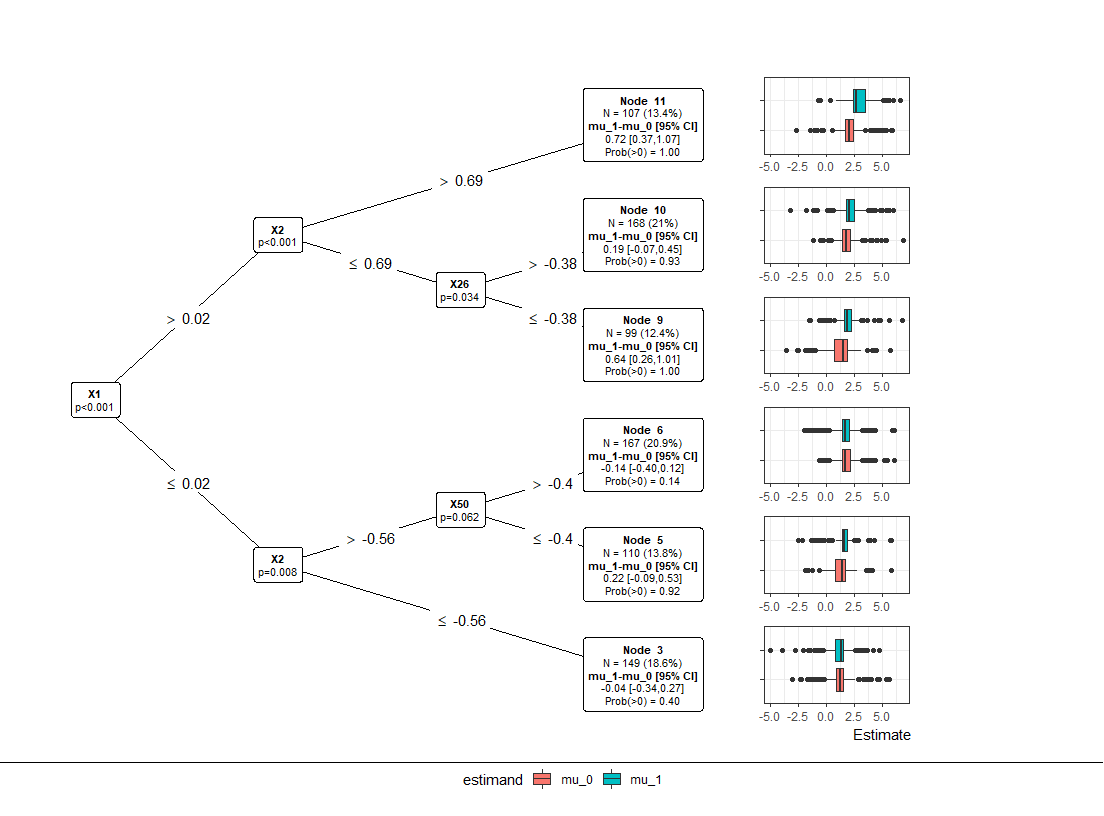 Node 11
N = 107 (13.4%)
mu_1-mu_0 [95% CI]
0.72 [0.37,1.07]
Prob(>0) = 1.00
-5.0 -2.5 0.0 2.5 5.0
> 0.69
Node 10
N = 168 (21%)
mu_1-mu_0 [95% CI]
0.19 [-0.07,0.45]
Prob(>0) = 0.93
-5.0 -2.5 0.0 2.5 5.0
X2
p<0.001
≤ 0.69
> -0.38
X26
p=0.034
≤ -0.38
> 0.02
Node 9
N = 99 (12.4%)
mu_1-mu_0 [95% CI]
0.64 [0.26,1.01]
Prob(>0) = 1.00
-5.0 -2.5 0.0 2.5 5.0
X1
p<0.001
Node 6
N = 167 (20.9%)
mu_1-mu_0 [95% CI]
-0.14 [-0.40,0.12]
Prob(>0) = 0.14
-5.0 -2.5 0.0 2.5 5.0
≤ 0.02
> -0.4
X50
p=0.062
> -0.56
≤ -0.4
Node 5
N = 110 (13.8%)
mu_1-mu_0 [95% CI]
0.22 [-0.09,0.53]
Prob(>0) = 0.92
-5.0 -2.5 0.0 2.5 5.0
X2
p=0.008
≤ -0.56
Node 3
N = 149 (18.6%)
mu_1-mu_0 [95% CI]
-0.04 [-0.34,0.27]
Prob(>0) = 0.40
-5.0 -2.5 0.0 2.5 5.0
Estimate
estimand mu_0 mu_1